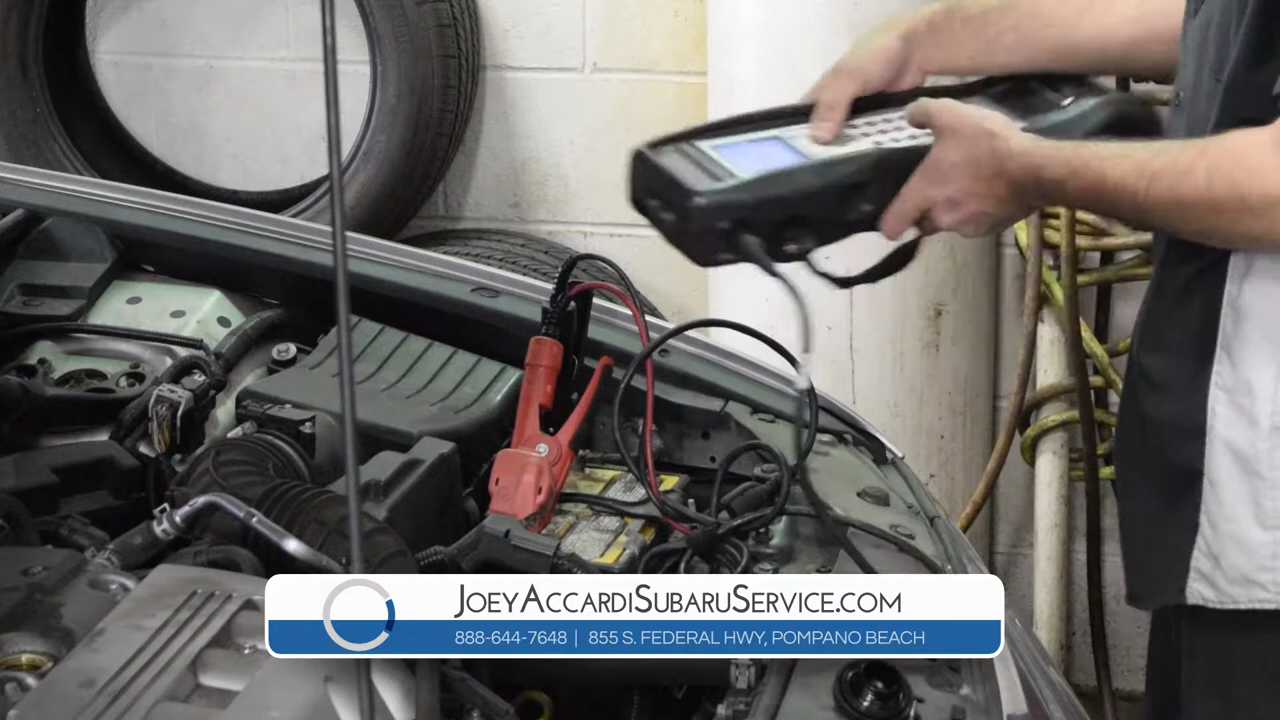 JoeyAccardiSubaruService.com
888-644-7648 | 855 S. FEDERAL HWY, POMPANO BEACH